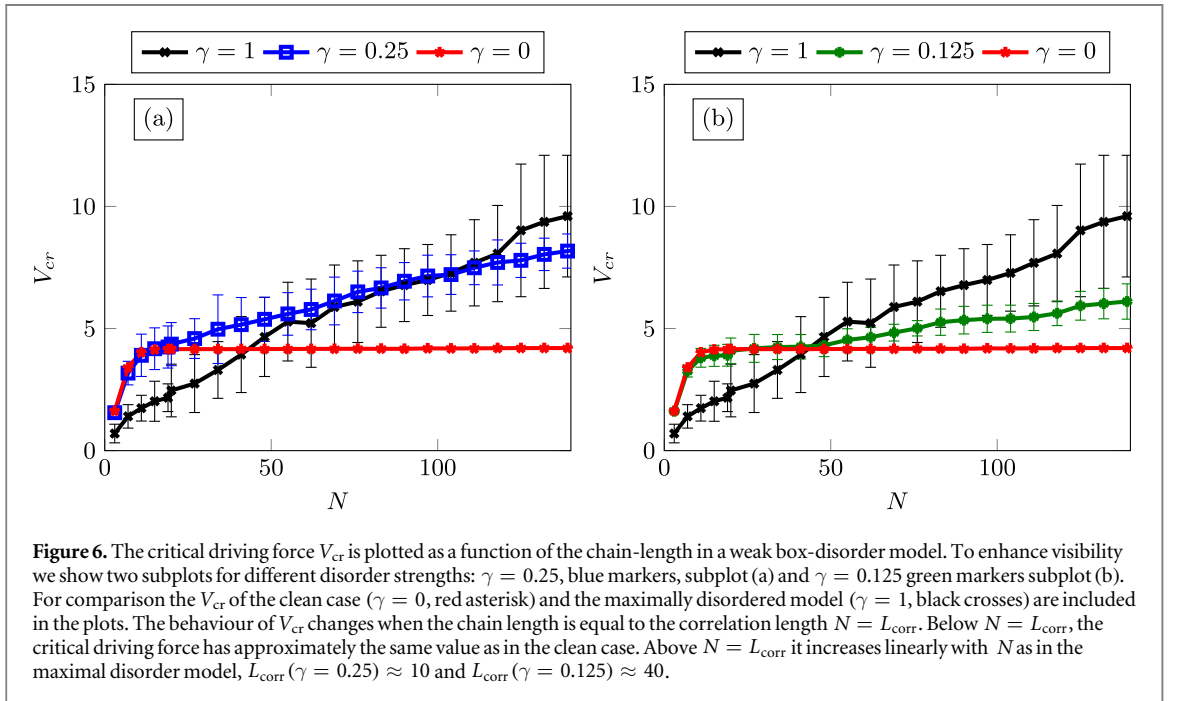 γ = 1 γ = 0.25 γ = 0
γ = 1 γ = 0.125 γ = 0
(a)
15
10
5
0
V_cr
0 50 100
N
(b)
15
10
5
0
V_cr
0 50 100
N
Figure 6. The critical driving force V_cr is plotted as a function of the chain-length in a weak box-disorder model. To enhance visibility
we show two subplots for different disorder strengths: γ = 0.25, blue markers, subplot (a) and γ = 0.125 green markers subplot (b).
For comparison the V_cr of the clean case (γ = 0, red asterisk) and the maximally disordered model (γ = 1, black crosses) are included
in the plots. The behaviour of V_cr changes when the chain length is equal to the correlation length N = L_corr. Below N = L_corr, the
critical driving force has approximately the same value as in the clean case. Above N = L_corr it increases linearly with N as in the
maximal disorder model, L_corr (γ = 0.25) ≈ 10 and L_corr (γ = 0.125) ≈ 40.